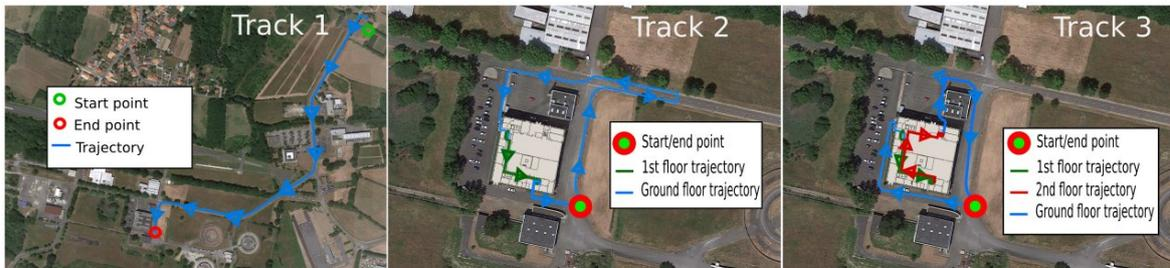 Track 1
Start point
End point
Trajectory
Track 2
Start/end point
1st floor trajectory
Ground floor trajectory
Track 3
Start/end point
1st floor trajectory
2nd floor trajectory
Ground floor trajectory